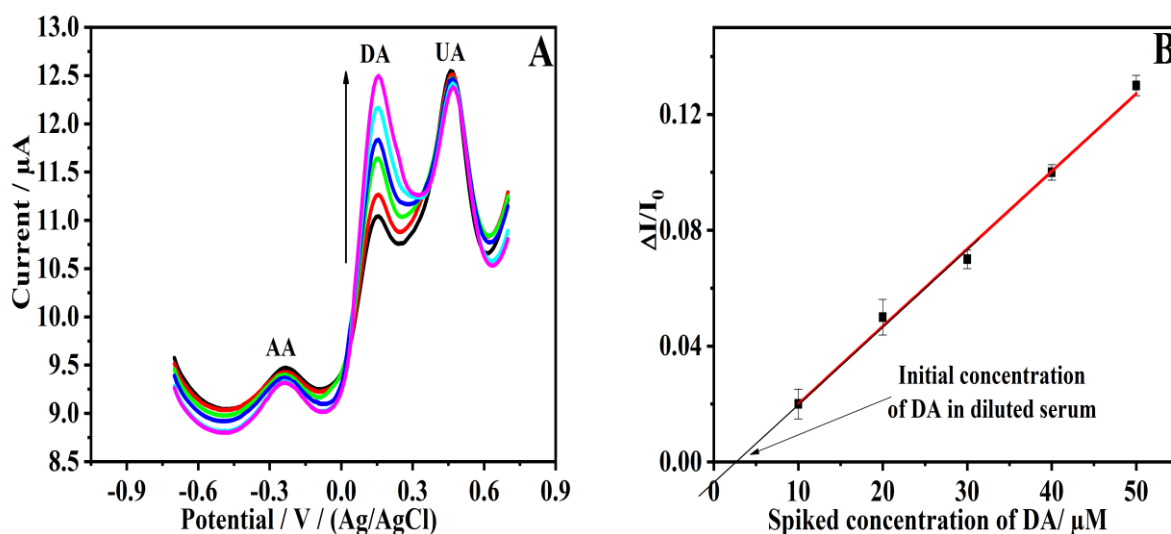 A
DA
UA
AA
13.0
12.5
12.0
11.5
11.0
10.5
10.0
9.5
9.0
8.5
Current / µA
-0.9 -0.6 -0.3 0.0 0.3 0.6 0.9
Potential / V / (Ag/AgCl)
B
0.12
0.08
0.04
0.00
ΔI/I₀
Initial concentration
of DA in diluted serum
0 10 20 30 40 50
Spiked concentration of DA/ µM